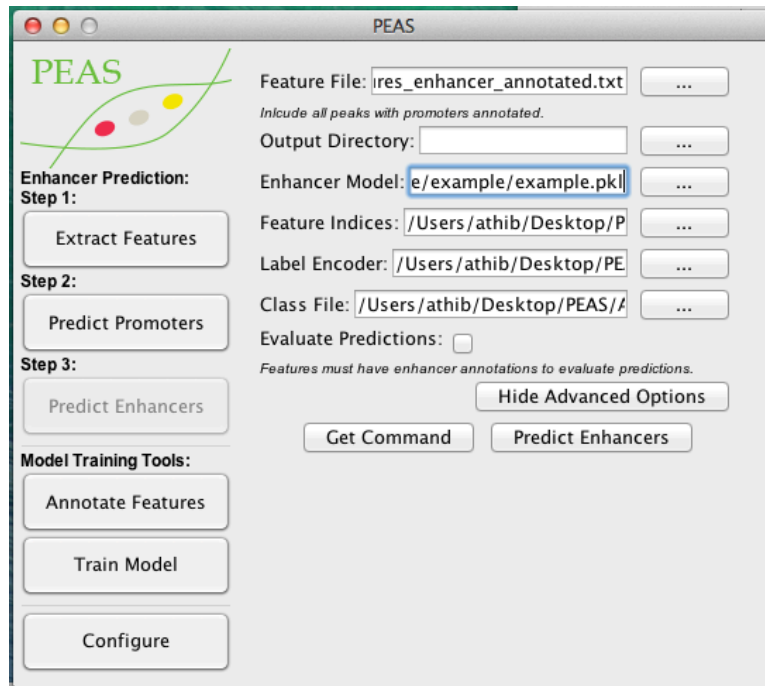 PEAS
PEAS
Enhancer Prediction:
Step 1:
Extract Features
Step 2:
Predict Promoters
Step 3:
Predict Enhancers
Model Training Tools:
Annotate Features
Train Model
Configure
Feature File: ıres_enhancer_annotated.txt ...
Inlcude all peaks with promoters annotated.
Output Directory: ...
Enhancer Model: e/example/example.pkl ...
Feature Indices: /Users/athib/Desktop/P ...
Label Encoder: /Users/athib/Desktop/PE ...
Class File: /Users/athib/Desktop/PEAS/A ...
Evaluate Predictions:
Features must have enhancer annotations to evaluate predictions.
Hide Advanced Options
Get Command Predict Enhancers